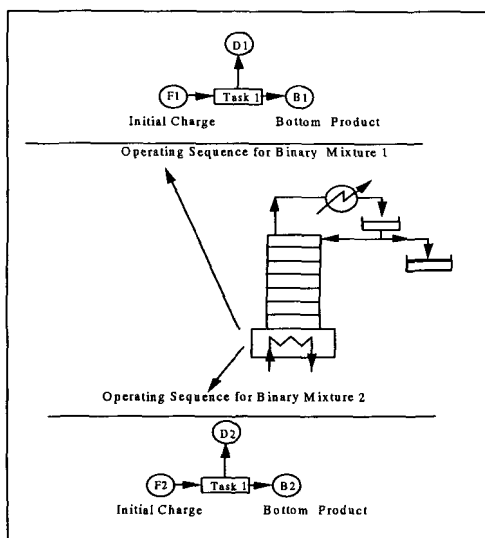 D1
F1 Task 1 B1
Initial Charge Bottom Product
Operating Sequence for Binary Mixture 1
Operating Sequence for Binary Mixture 2
D2
F2 Task 1 B2
Initial Charge Bottom Product